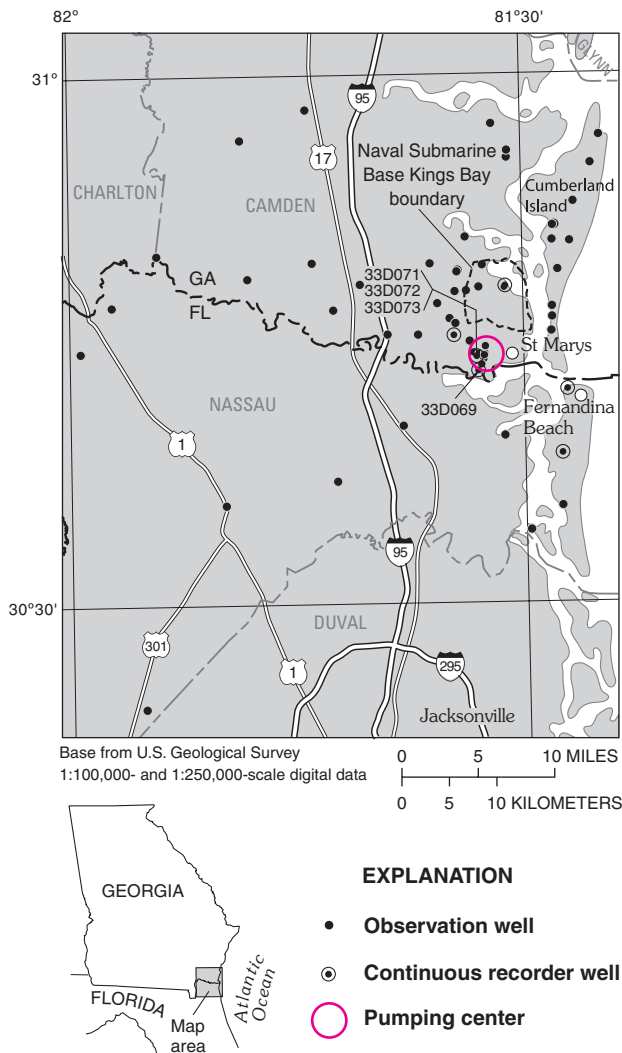 82°
81°30'
31°
GLYNN
95
17
Naval Submarine
Base Kings Bay
boundary
CHARLTON
CAMDEN
Cumberland
Island
33D071
33D072
33D073
GA
FL
St Marys
NASSAU
33D069
Fernandina
Beach
1
95
30°30'
DUVAL
301
1
295
Jacksonville
Base from U.S. Geological Survey
1:100,000- and 1:250,000-scale digital data
0 5 10 MILES
0 5 10 KILOMETERS
GEORGIA
FLORIDA
Map
area
Atlantic
Ocean
EXPLANATION
Observation well
Continuous recorder well
Pumping center